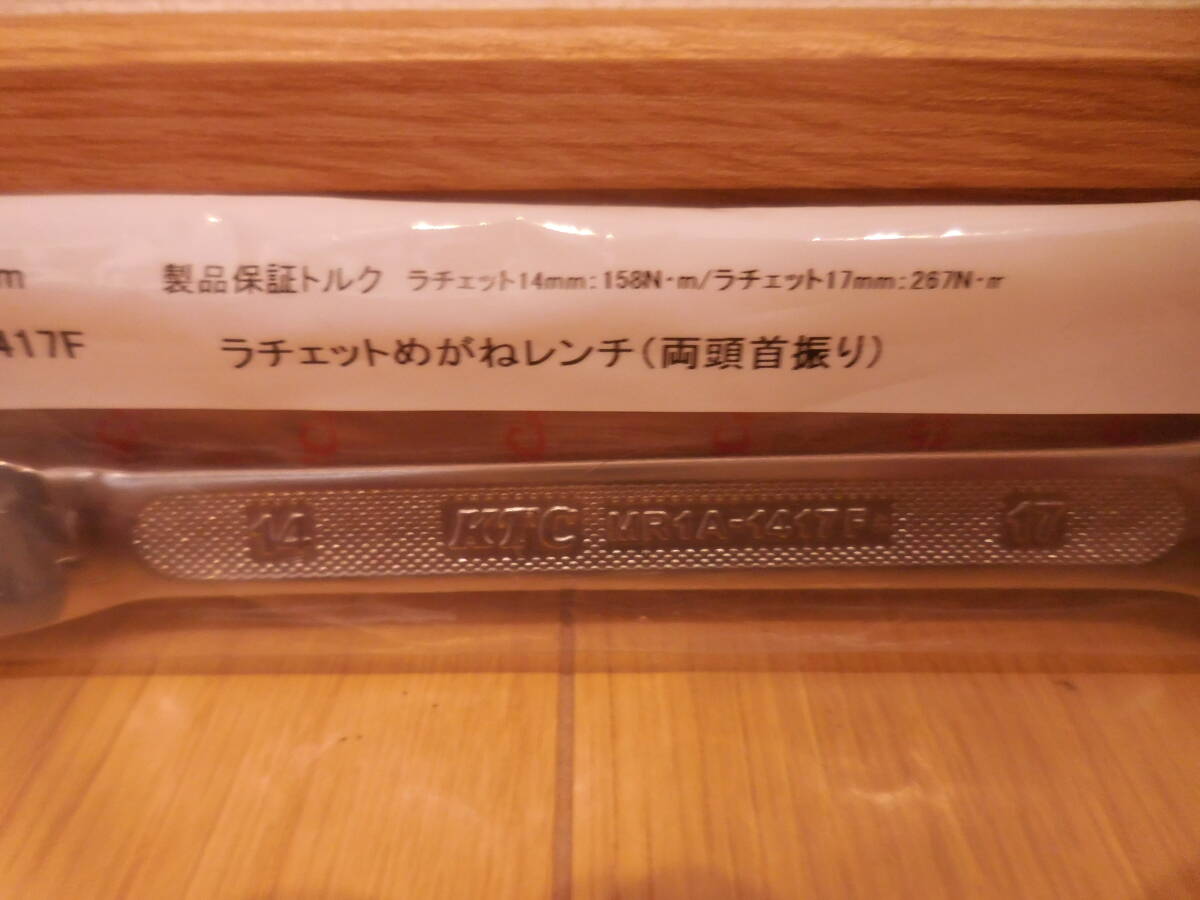 m 製品保証トルク ラチェット14mm:158N・m/ラチェット17mm:267N・m
417F ラチェットめがねレンチ(両頭首振り)
14 KTC MR1A-1417F 17